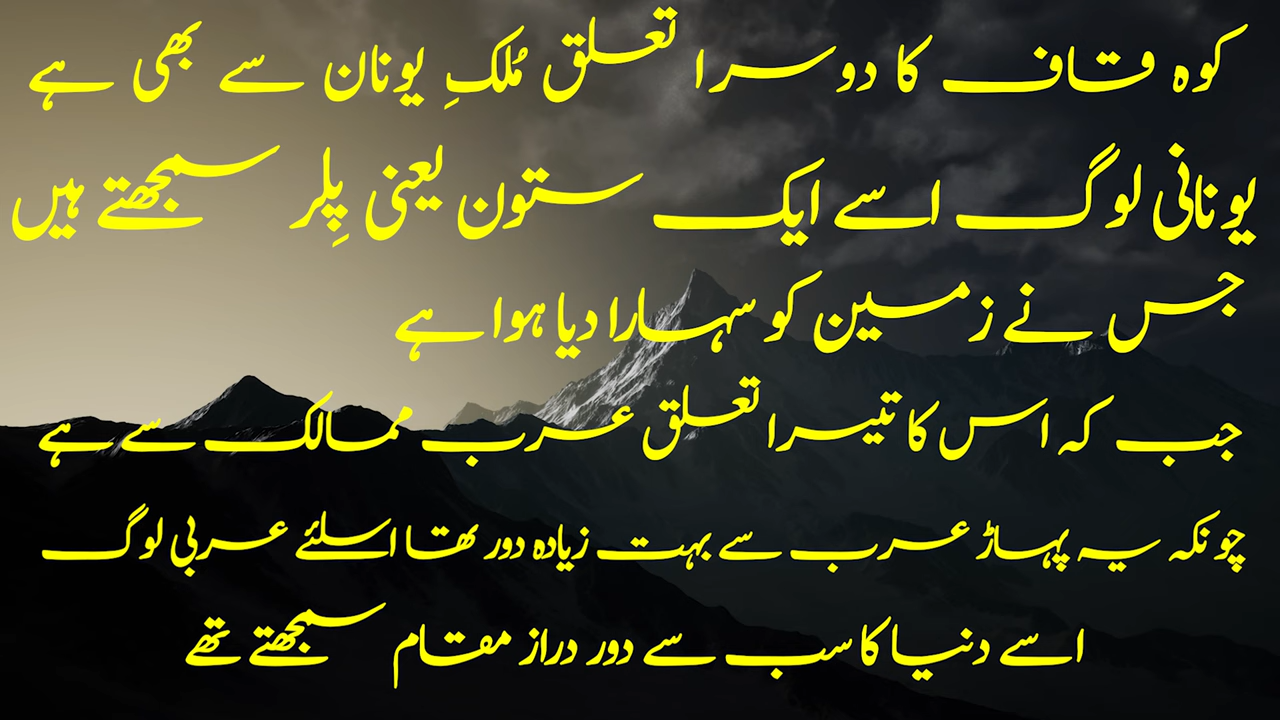 کوہ قاف کا دوسرا تعلق مُلکِ یونان سے بھی ہے
یونانی لوگ اسے ایک ستون یعنی پِلر سمجھتے ہیں
جس نے زمین کو سہارا دیا ہوا ہے
جب کہ اس کا تیسرا تعلق عرب ممالک سے ہے
چونکہ یہ پہاڑ عرب سے بہت زیادہ دور تھا اسلئے عربی لوگ
اسے دنیا کا سب سے دور دراز مقام سمجھتے تھے